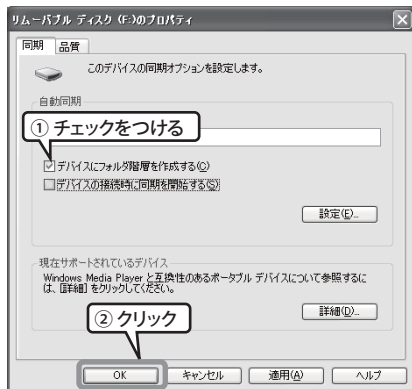 リムーバブル ディスク (F:)のプロパティ
同期 品質
このデバイスの同期オプションを設定します。
自動同期
① チェックをつける
デバイスにフォルダ階層を作成する(C)
デバイスの接続時に同期を開始する(S)
設定(E)...
現在サポートされているデバイス
Windows Media Player と互換性のあるポータブル デバイスについて参照するに
は、[詳細] をクリックしてください。
② クリック
詳細(D)...
OK キャンセル 適用(A) ヘルプ